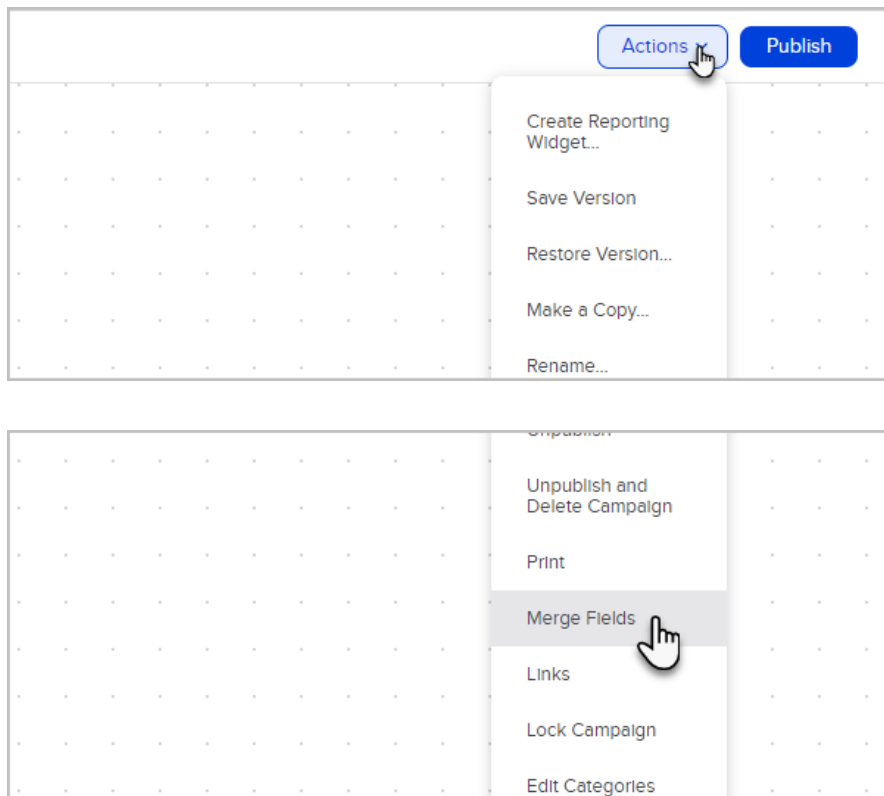 Actions
Publish
Create Reporting
Widget...
Save Version
Restore Version...
Make a Copy...
Rename...
Unpublish and
Delete Campaign
Print
Merge Fields
Links
Lock Campaign
Edit Categories